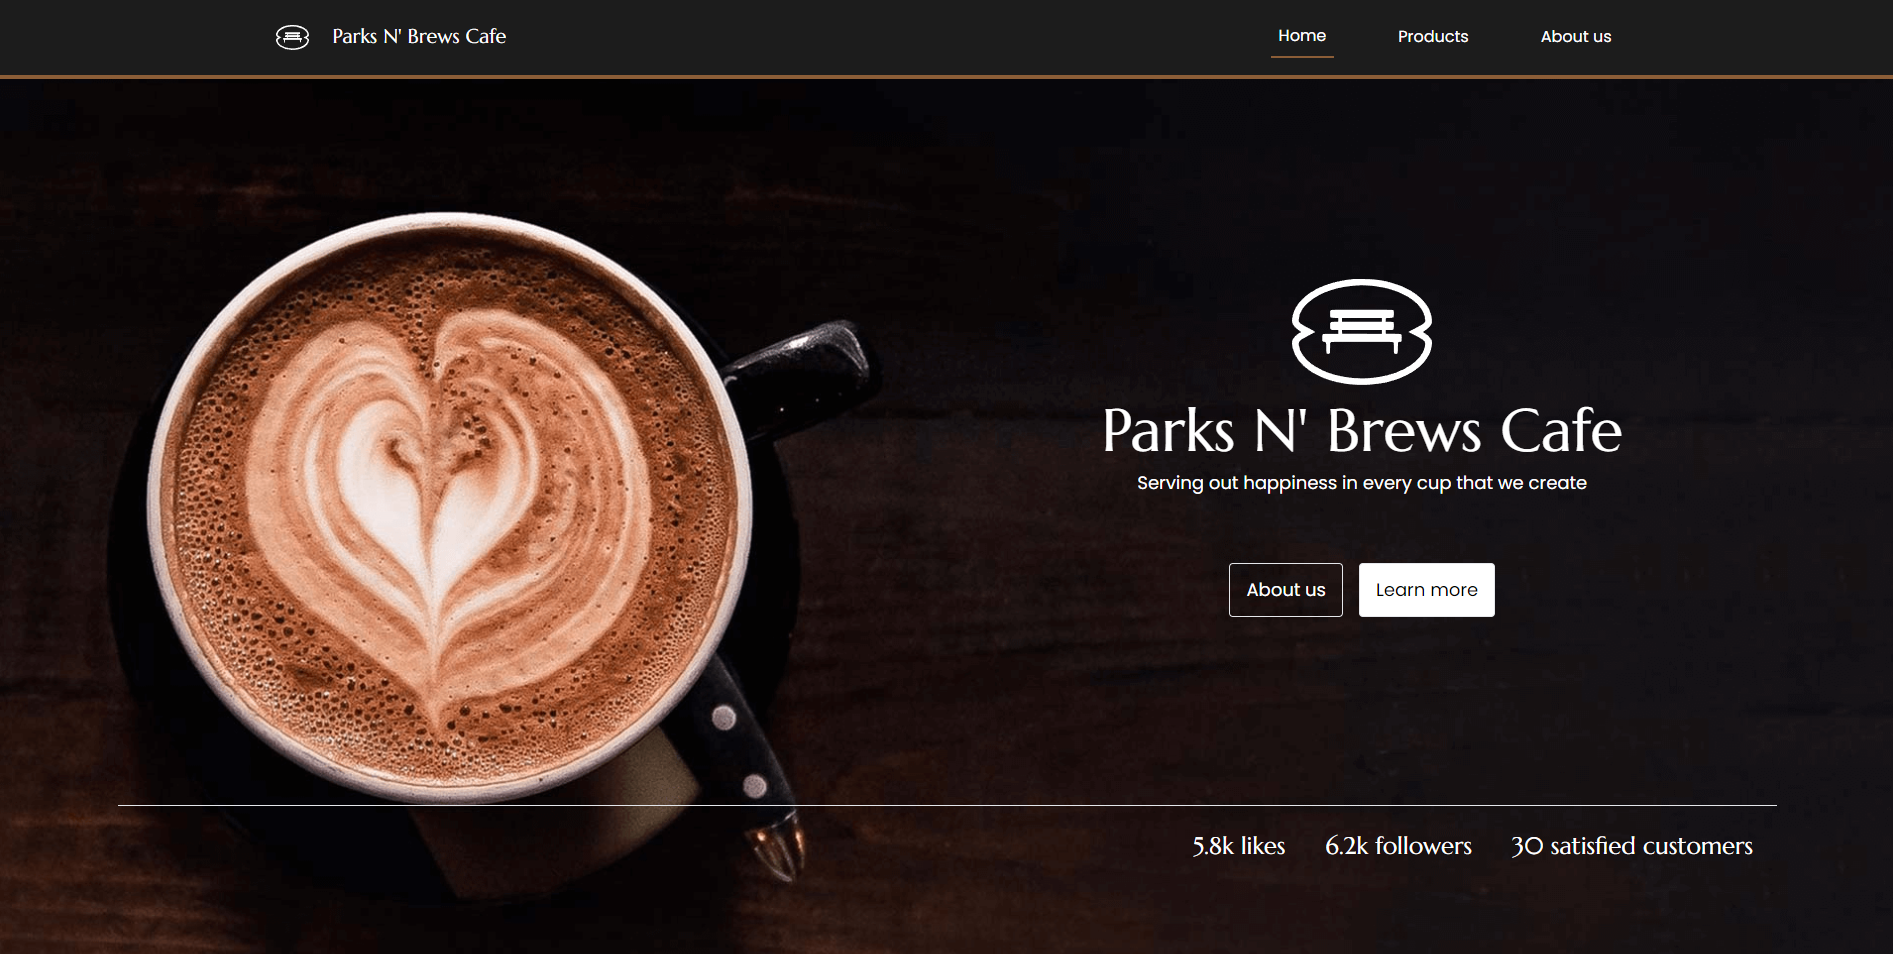 Parks N' Brews Cafe
Home Products About us
Parks N' Brews Cafe
Serving out happiness in every cup that we create
About us Learn more
5.8k likes 6.2k followers 30 satisfied customers